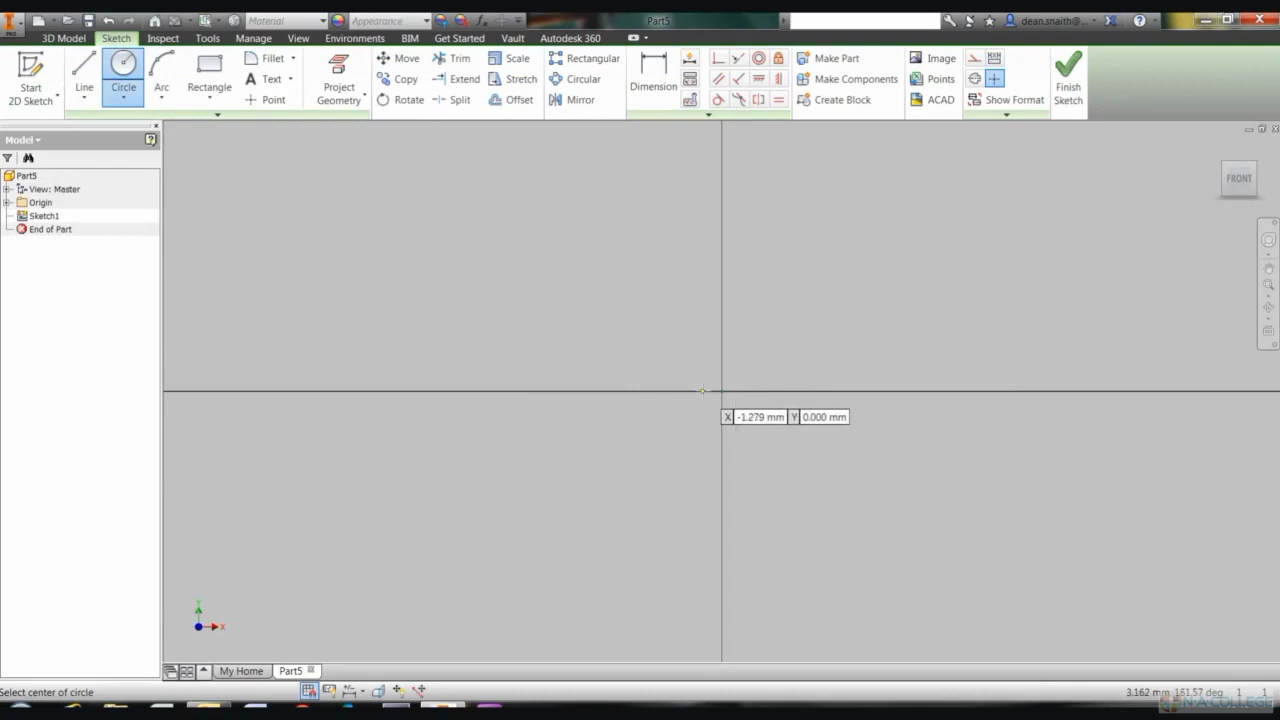 PRO
Material
Appearance
Part5
dean.snaith@...
3D Model Sketch Inspect Tools Manage View Environments BIM Get Started Vault Autodesk 360
Start
2D Sketch
Line
Circle
Arc
Rectangle
Fillet
Text
Point
Project
Geometry
Move
Copy
Rotate
Trim
Extend
Split
Scale
Stretch
Offset
Rectangular
Circular
Mirror
Dimension
Make Part
Make Components
Create Block
Image
Points
ACAD
Show Format
Finish
Sketch
Model
Part5
View: Master
Origin
Sketch1
End of Part
FRONT
X -1.279 mm Y 0.000 mm
Y
X
My Home Part5
Select center of circle
3.162 mm 1 1
N.A.COLLEGE